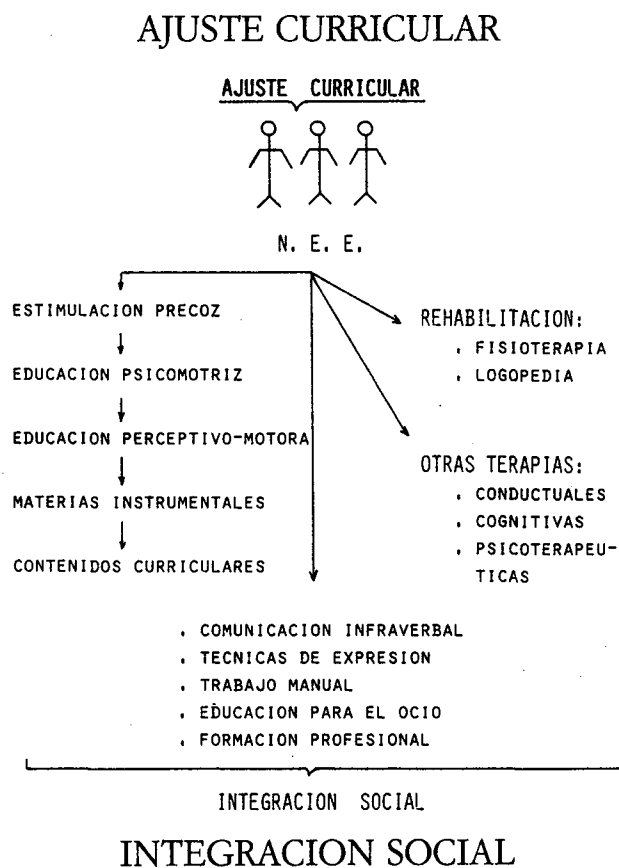 AJUSTE CURRICULAR
AJUSTE CURRICULAR
N. E. E.
ESTIMULACION PRECOZ
EDUCACION PSICOMOTRIZ
EDUCACION PERCEPTIVO-MOTORA
MATERIAS INSTRUMENTALES
CONTENIDOS CURRICULARES
REHABILITACION:
. FISIOTERAPIA
. LOGOPEDIA
OTRAS TERAPIAS:
. CONDUCTUALES
. COGNITIVAS
. PSICOTERAPEU-
TICAS
. COMUNICACION INFRAVERBAL
. TECNICAS DE EXPRESION
. TRABAJO MANUAL
. EDUCACION PARA EL OCIO
. FORMACION PROFESIONAL
INTEGRACION SOCIAL
INTEGRACION SOCIAL